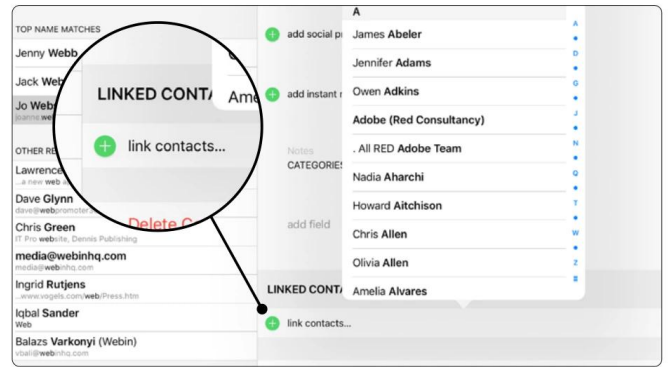 TOP NAME MATCHES
Jenny Webb
Jack Web
Jo Webs
joanne.we
OTHER RE
Lawrence
...a new web a
Dave Glynn
dave@webpromoter
Chris Green
IT Pro website, Dennis Publishing
media@webinhq.com
media@webinhq.com
Ingrid Rutjens
...www.vogels.com/web/Press.htm
Iqbal Sander
Web
Balazs Varkonyi (Webin)
vbali@webinhq.com
LINKED CONTA
Ame
link contacts...
Delete C
add social p
add instant
Notes
CATEGORIES
add field
LINKED CONTA
link contacts...
A
James Abeler
Jennifer Adams
Owen Adkins
Adobe (Red Consultancy)
. All RED Adobe Team
Nadia Aharchi
Howard Aitchison
Chris Allen
Olivia Allen
Amelia Alvares
A
D
G
J
N
Q
T
W
Z
#